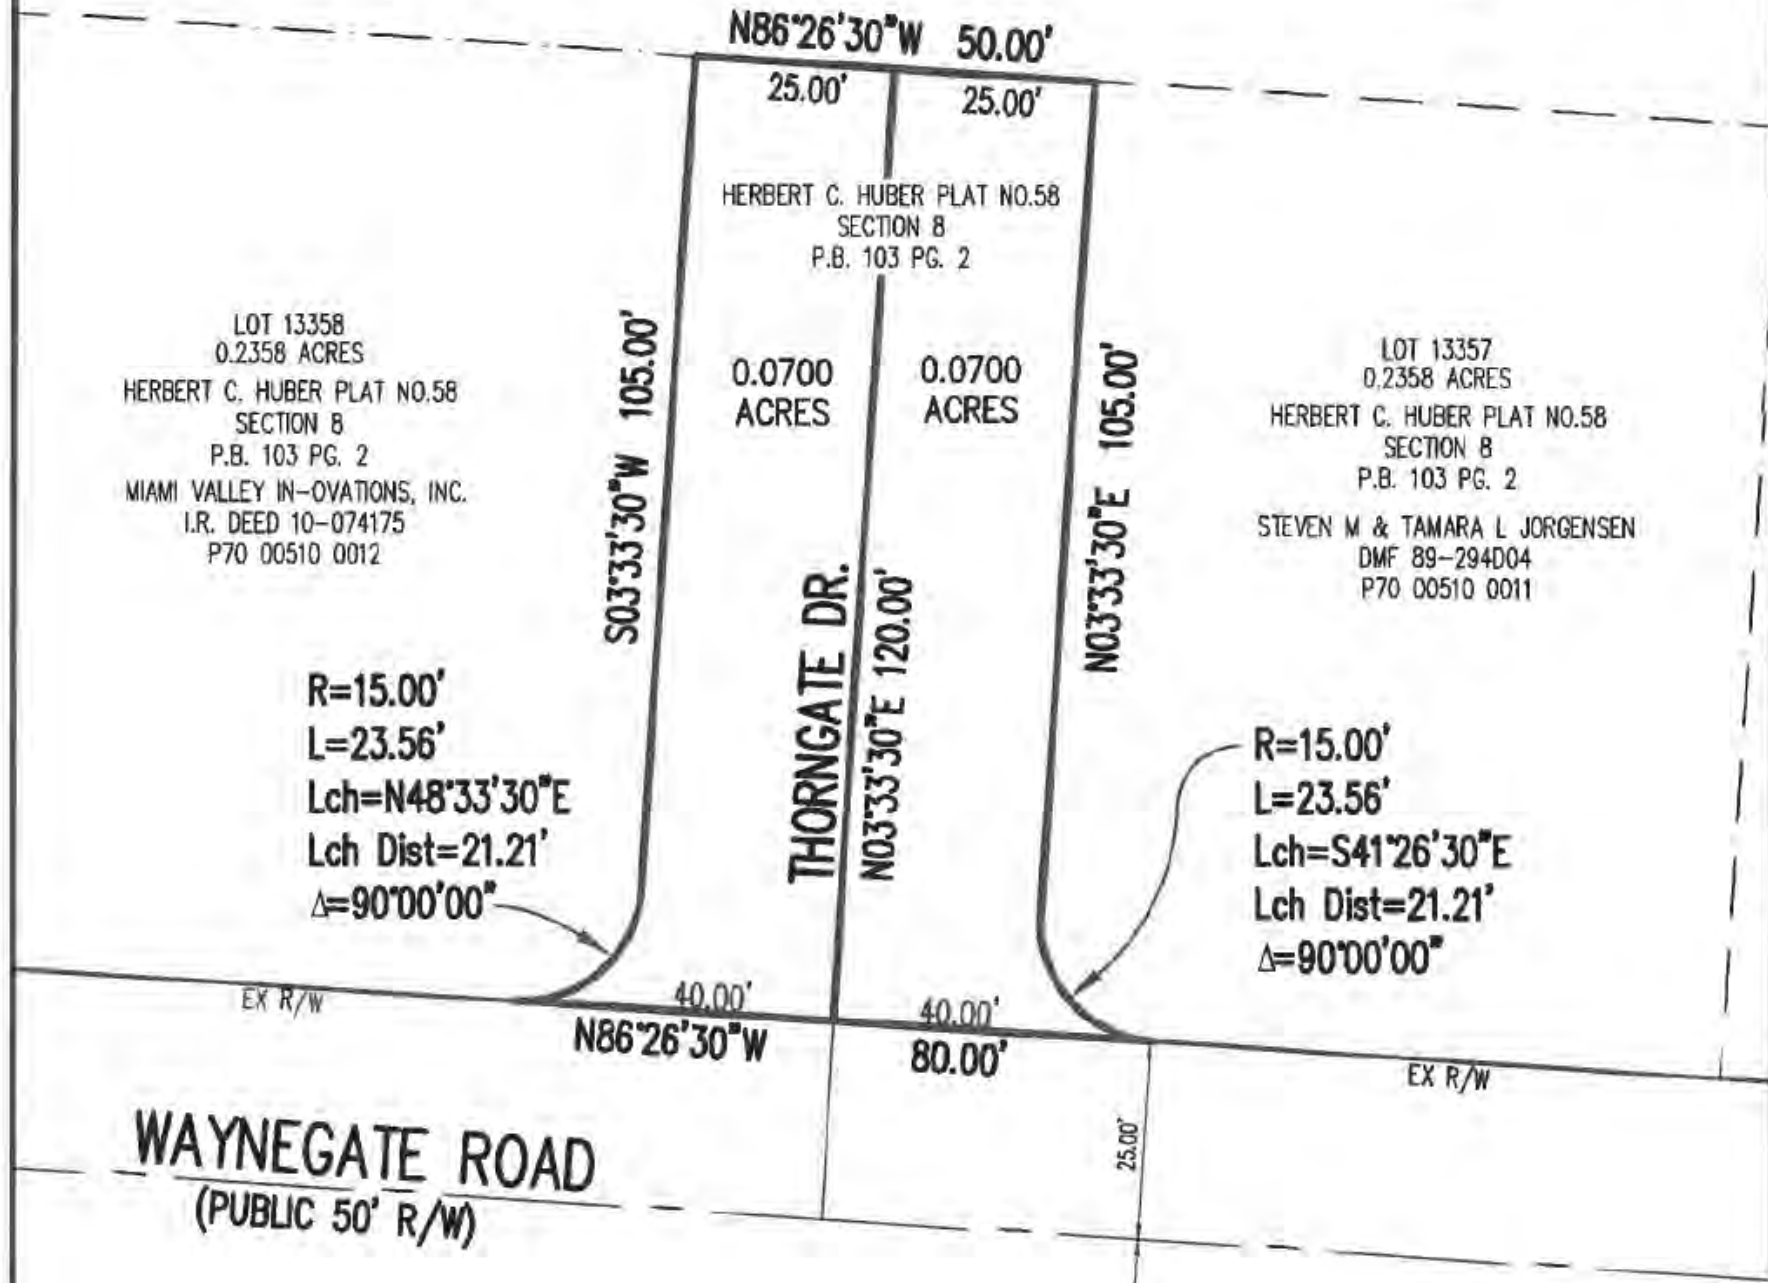 N86°26'30"W 50.00'
25.00'
25.00'
HERBERT C. HUBER PLAT NO.58
SECTION 8
P.B. 103 PG. 2
LOT 13358
0.2358 ACRES
HERBERT C. HUBER PLAT NO.58
SECTION 8
P.B. 103 PG. 2
MIAMI VALLEY IN-OVATIONS, INC.
I.R. DEED 10-074175
P70 00510 0012
S03°33'30"W 105.00'
0.0700
ACRES
0.0700
ACRES
N03°33'30"E 105.00'
LOT 13357
0.2358 ACRES
HERBERT C. HUBER PLAT NO.58
SECTION 8
P.B. 103 PG. 2
STEVEN M & TAMARA L JORGENSEN
DMF 89-294D04
P70 00510 0011
THORNGATE DR.
N03°33'30"E 120.00'
R=15.00'
L=23.56'
Lch=N48°33'30"E
Lch Dist=21.21'
Δ=90°00'00"
R=15.00'
L=23.56'
Lch=S41°26'30"E
Lch Dist=21.21'
Δ=90°00'00"
EX R/W
40.00'
40.00'
N86°26'30"W 80.00'
EX R/W
25.00'
WAYNEGATE ROAD
(PUBLIC 50' R/W)